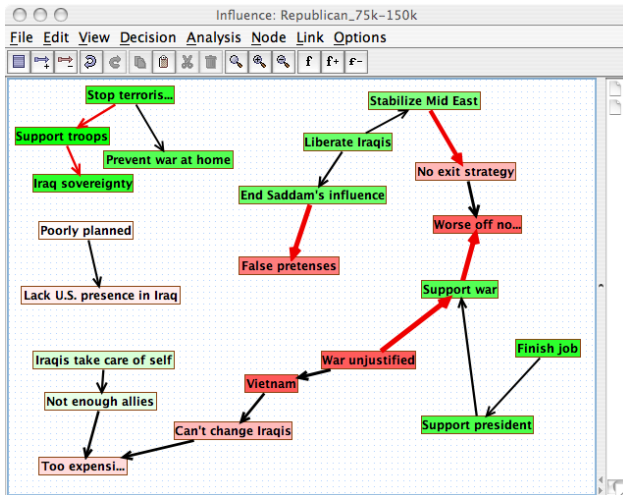 Influence: Republican_75k-150k
File Edit View Decision Analysis Node Link Options
f f+ f-
Stop terroris...
Stabilize Mid East
Support troops
Liberate Iraqis
Prevent war at home
No exit strategy
Iraq sovereignty
End Saddam's influence
Poorly planned
Worse off no...
False pretenses
Lack U.S. presence in Iraq
Support war
Iraqis take care of self
War unjustified
Finish job
Vietnam
Not enough allies
Can't change Iraqis
Support president
Too expensi...